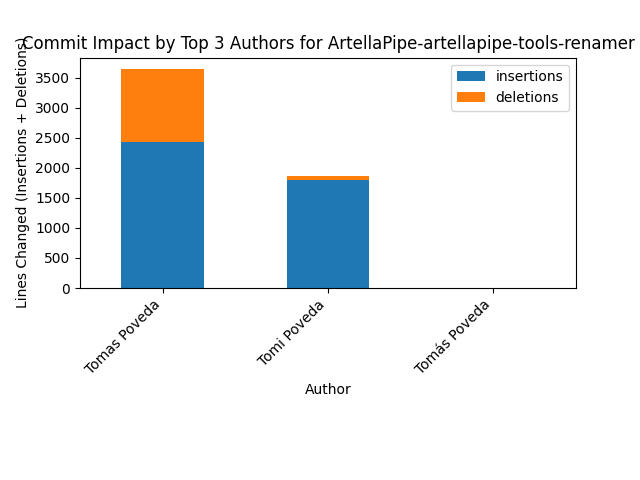 Commit Impact by Top 3 Authors for ArtellaPipe-artellapipe-tools-renamer
Lines Changed (Insertions + Deletions)
3500
3000
2500
2000
1500
1000
500
0
insertions
deletions
Tomas Poveda
Tomi Poveda
Tomás Poveda
Author